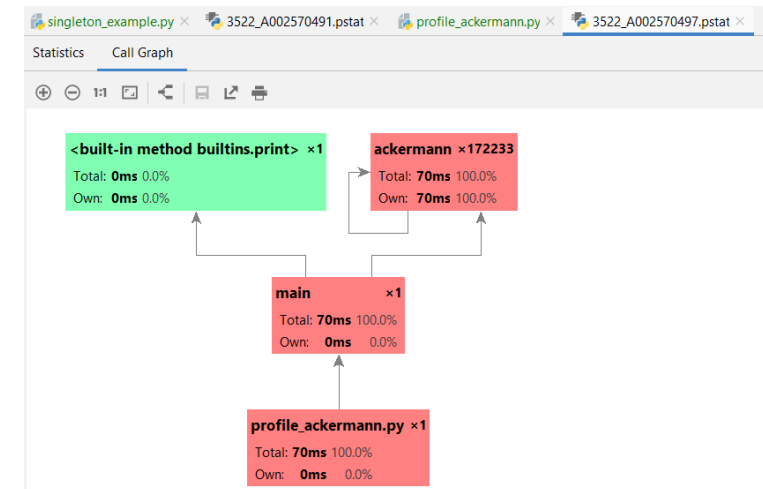 singleton_example.py × 3522_A002570491.pstat × profile_ackermann.py × 3522_A002570497.pstat ×
Statistics Call Graph
1:1
<built-in method builtins.print> ×1
Total: 0ms 0.0%
Own: 0ms 0.0%
ackermann ×172233
Total: 70ms 100.0%
Own: 70ms 100.0%
main ×1
Total: 70ms 100.0%
Own: 0ms 0.0%
profile_ackermann.py ×1
Total: 70ms 100.0%
Own: 0ms 0.0%